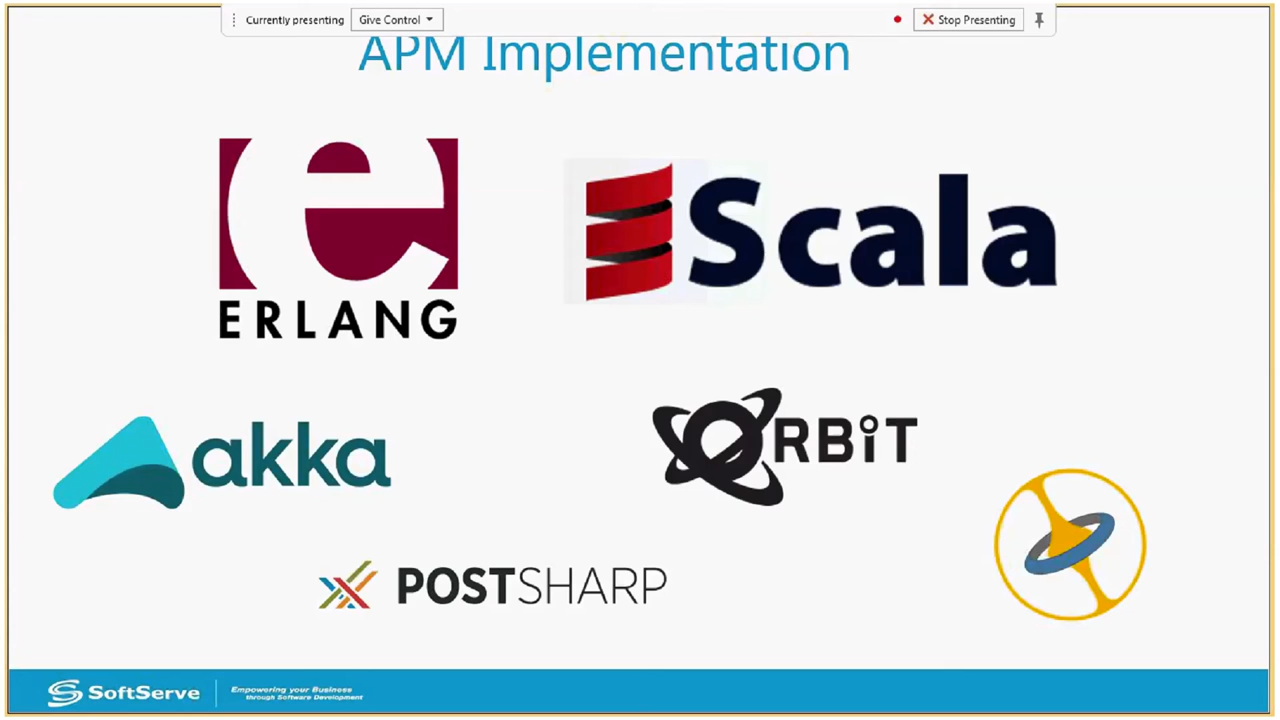 Currently presenting
Give Control
Stop Presenting
APM Implementation
e
ERLANG
Scala
akka
ORBiT
POSTSHARP
SoftServe
Empowering your Business
through Software Development